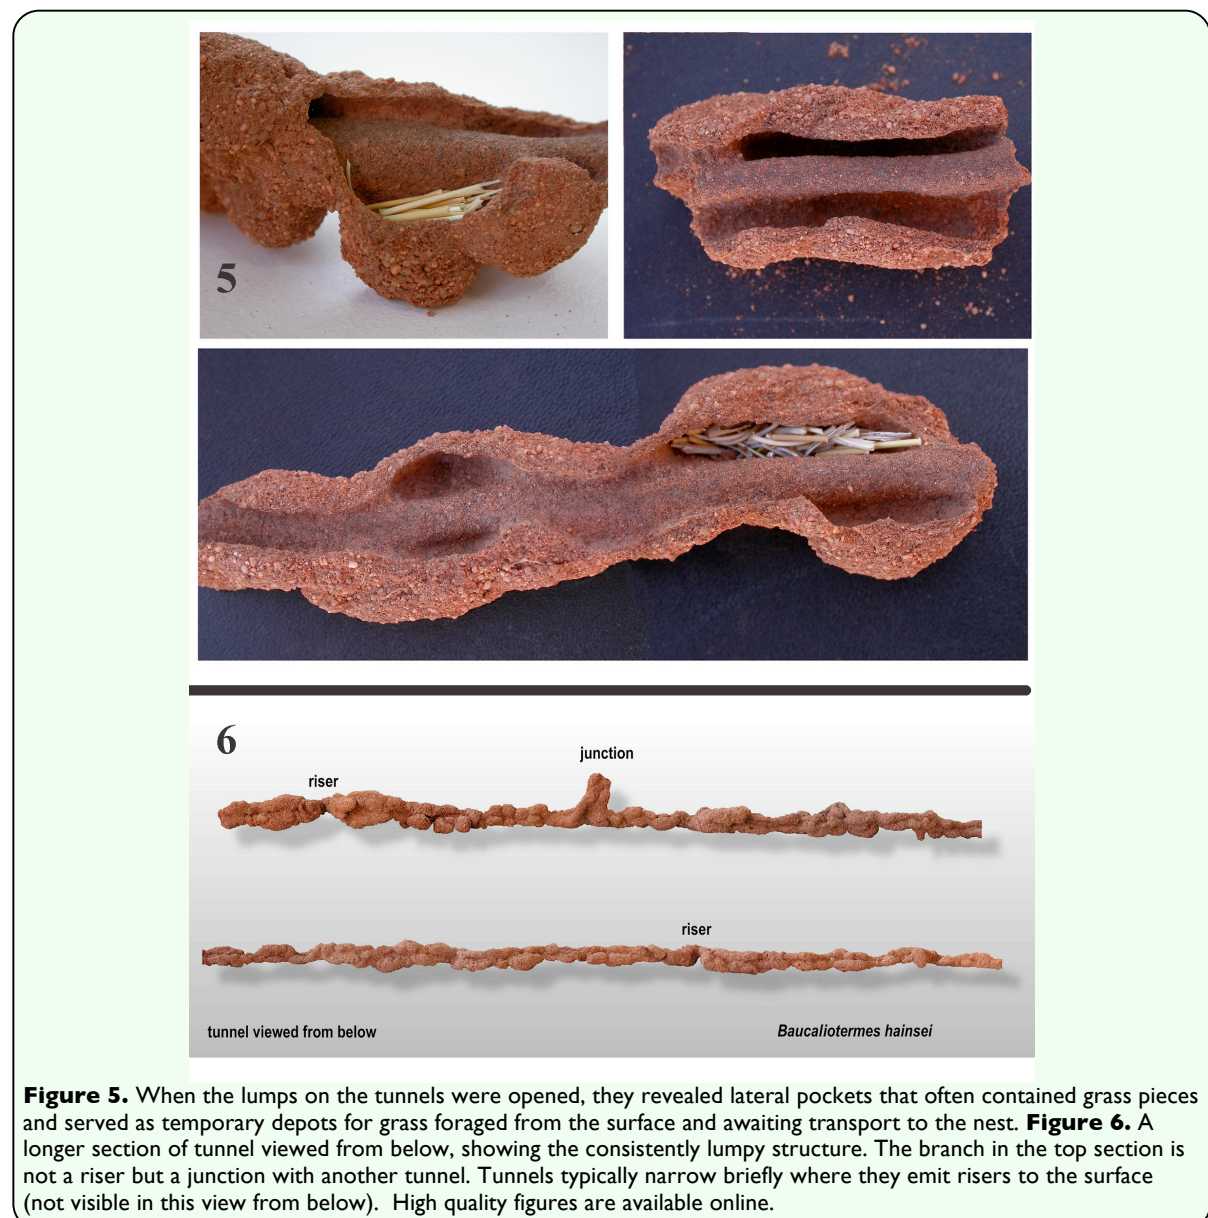 5
6
junction
riser
riser
tunnel viewed from below
Baucaliotermes hainsei
Figure 5. When the lumps on the tunnels were opened, they revealed lateral pockets that often contained grass pieces
and served as temporary depots for grass foraged from the surface and awaiting transport to the nest. Figure 6. A
longer section of tunnel viewed from below, showing the consistently lumpy structure. The branch in the top section is
not a riser but a junction with another tunnel. Tunnels typically narrow briefly where they emit risers to the surface
(not visible in this view from below). High quality figures are available online.